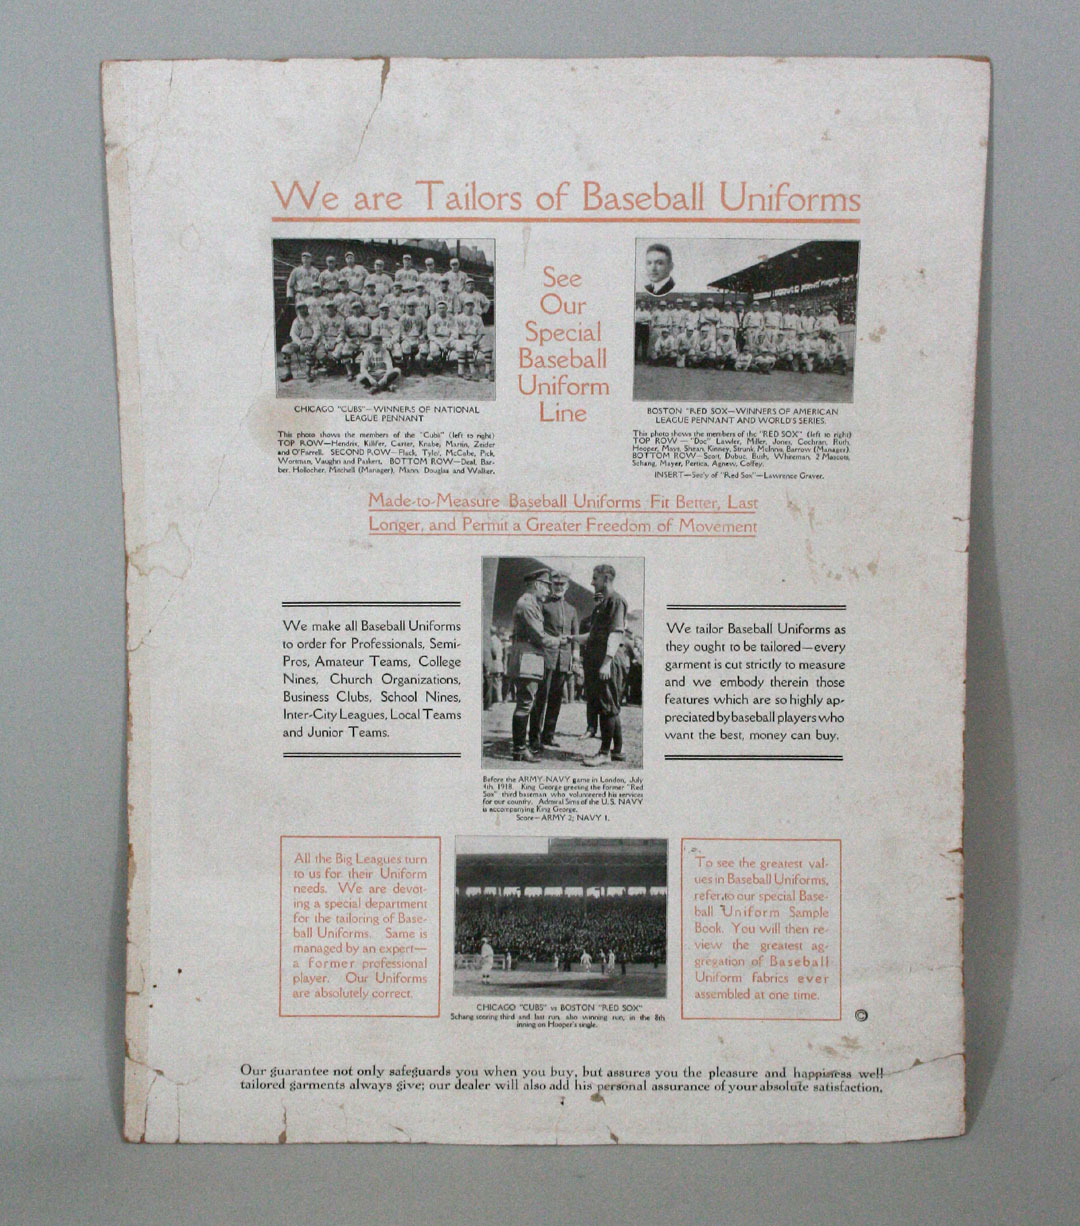 We are Tailors of Baseball Uniforms
See
Our
Special
Baseball
Uniform
Line
CHICAGO "CUBS"—WINNERS OF NATIONAL
LEAGUE PENNANT
This photo shows the members of the "Cubs" (left to right)
TOP ROW—Hendrix, Killifer, Carter, Knabe, Martin, Zeider
and O'Farrell. SECOND ROW—Flack, Tyler, McCabe, Pick,
Wortman, Vaughn and Paskert. BOTTOM ROW—Deal, Bar-
ber, Hollocher, Mitchell (Manager), Mann, Douglas and Walker.
BOSTON "RED SOX—WINNERS OF AMERICAN
LEAGUE PENNANT AND WORLD'S SERIES.
This photo shows the members of the "RED SOX" (left to right)
TOP ROW—"Doc" Lawler, Miller, Jones, Cochran, Ruth,
Hooper, Mays, Shean, Kinney, Strunk, McInnis, Barrow (Manager).
BOTTOM ROW—Scott, Dubuc, Bush, Whiteman, 2 Mascots,
Schang, Mayer, Pertica, Agnew, Coffey.
INSERT—Sec'y of "Red Sox"—Lawrence Graver.
Made-to-Measure Baseball Uniforms Fit Better, Last
Longer, and Permit a Greater Freedom of Movement
We make all Baseball Uniforms
to order for Professionals, Semi-
Pros, Amateur Teams, College
Nines, Church Organizations,
Business Clubs, School Nines,
Inter-City Leagues, Local Teams
and Junior Teams.
Before the ARMY-NAVY game in London, July
4th, 1918. King George greeting the former "Red
Sox" third baseman who volunteered his services
for our country. Admiral Sims of the U.S. NAVY
is accompanying King George.
Score—ARMY 2; NAVY 1.
We tailor Baseball Uniforms as
they ought to be tailored—every
garment is cut strictly to measure
and we embody therein those
features which are so highly ap-
preciated by baseball players who
want the best, money can buy.
All the Big Leagues turn
to us for their Uniform
needs. We are devot-
ing a special department
for the tailoring of Base-
ball Uniforms. Same is
managed by an expert—
a former professional
player. Our Uniforms
are absolutely correct.
CHICAGO "CUBS" vs BOSTON "RED SOX"
Schang scoring third and last run, also winning run, in the 8th
inning on Hooper's single.
To see the greatest val-
ues in Baseball Uniforms,
refer to our special Base-
ball Uniform Sample
Book. You will then re-
view the greatest ag-
gregation of Baseball
Uniform fabrics ever
assembled at one time.
©
Our guarantee not only safeguards you when you buy, but assures you the pleasure and happiness well
tailored garments always give; our dealer will also add his personal assurance of your absolute satisfaction.